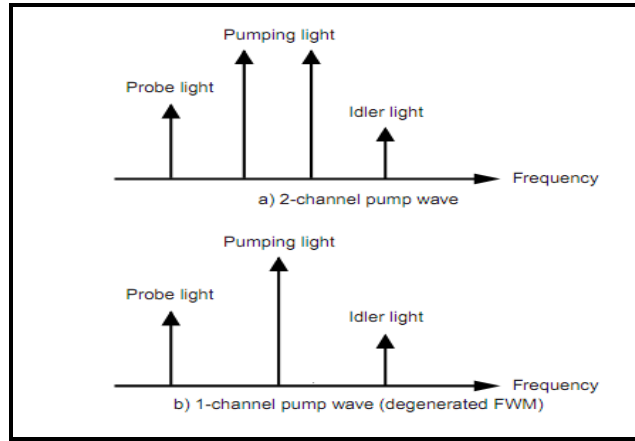 Pumping light
Probe light
Idler light
Frequency
a) 2-channel pump wave
Pumping light
Probe light
Idler light
Frequency
b) 1-channel pump wave (degenerated FWM)